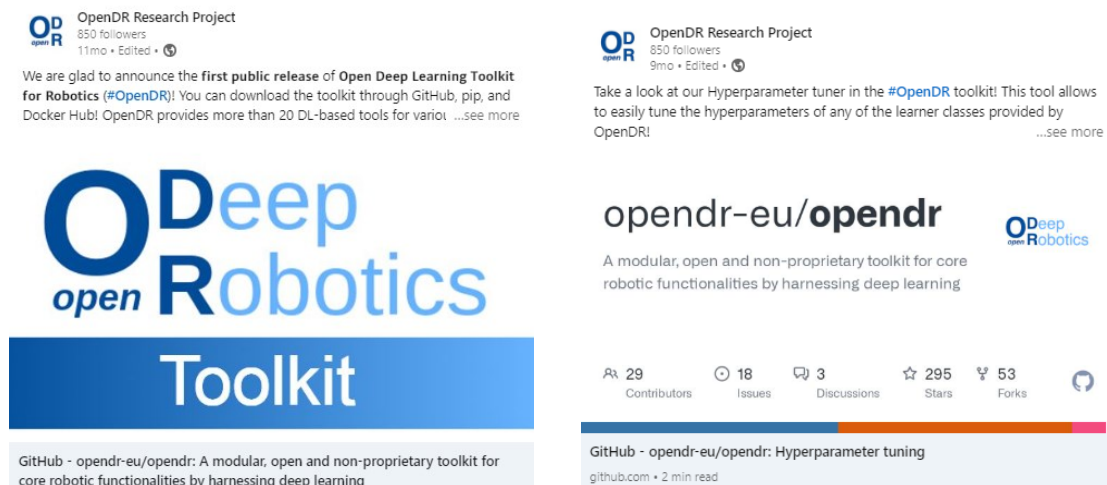 OpenDR Research Project
850 followers
11mo • Edited •
We are glad to announce the first public release of Open Deep Learning Toolkit
for Robotics (#OpenDR)! You can download the toolkit through GitHub, pip, and
Docker Hub! OpenDR provides more than 20 DL-based tools for variou ...see more
O Deep
open Robotics
Toolkit
GitHub - opendr-eu/opendr: A modular, open and non-proprietary toolkit for
core robotic functionalities by harnessing deep learning
OpenDR Research Project
850 followers
9mo • Edited •
Take a look at our Hyperparameter tuner in the #OpenDR toolkit! This tool allows
to easily tune the hyperparameters of any of the learner classes provided by
OpenDR! ...see more
opendr-eu/opendr
O Deep
open Robotics
A modular, open and non-proprietary toolkit for core
robotic functionalities by harnessing deep learning
29 18 3 295 53
Contributors Issues Discussions Stars Forks
GitHub - opendr-eu/opendr: Hyperparameter tuning
github.com • 2 min read